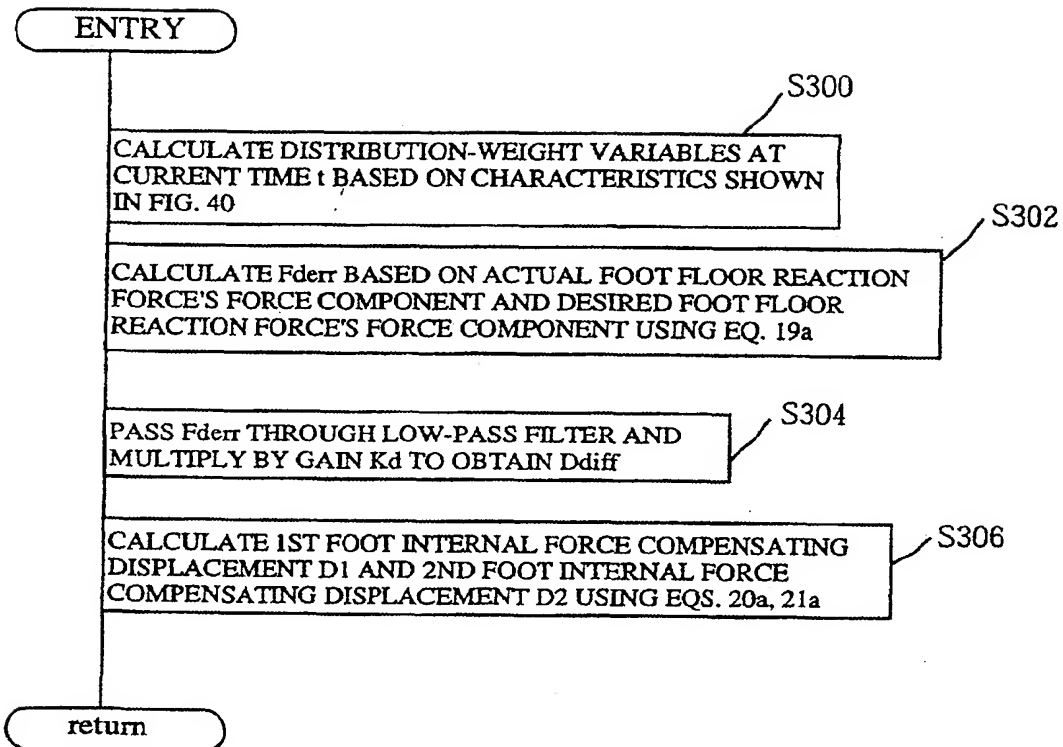 ENTRY
S300
CALCULATE DISTRIBUTION-WEIGHT VARIABLES AT
CURRENT TIME t BASED ON CHARACTERISTICS SHOWN
IN FIG. 40
S302
CALCULATE Fderr BASED ON ACTUAL FOOT FLOOR REACTION
FORCE'S FORCE COMPONENT AND DESIRED FOOT FLOOR
REACTION FORCE'S FORCE COMPONENT USING EQ. 19a
S304
PASS Fderr THROUGH LOW-PASS FILTER AND
MULTIPLY BY GAIN Kd TO OBTAIN Ddiff
S306
CALCULATE 1ST FOOT INTERNAL FORCE COMPENSATING
DISPLACEMENT D1 AND 2ND FOOT INTERNAL FORCE
COMPENSATING DISPLACEMENT D2 USING EQS. 20a, 21a
return